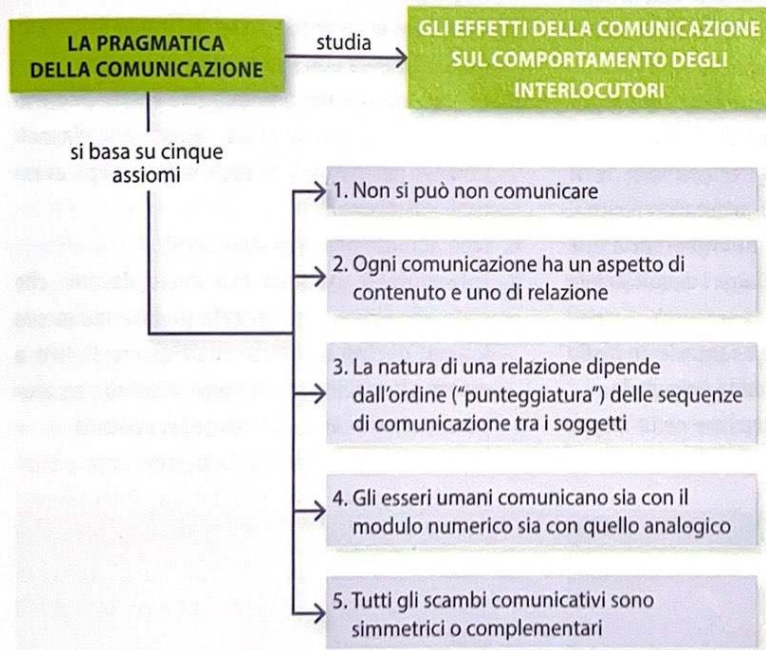 LA PRAGMATICA
DELLA COMUNICAZIONE
studia
GLI EFFETTI DELLA COMUNICAZIONE
SUL COMPORTAMENTO DEGLI
INTERLOCUTORI
si basa su cinque
assiomi
1. Non si può non comunicare
2. Ogni comunicazione ha un aspetto di
contenuto e uno di relazione
3. La natura di una relazione dipende
dall'ordine ("punteggiatura") delle sequenze
di comunicazione tra i soggetti
4. Gli esseri umani comunicano sia con il
modulo numerico sia con quello analogico
5. Tutti gli scambi comunicativi sono
simmetrici o complementari